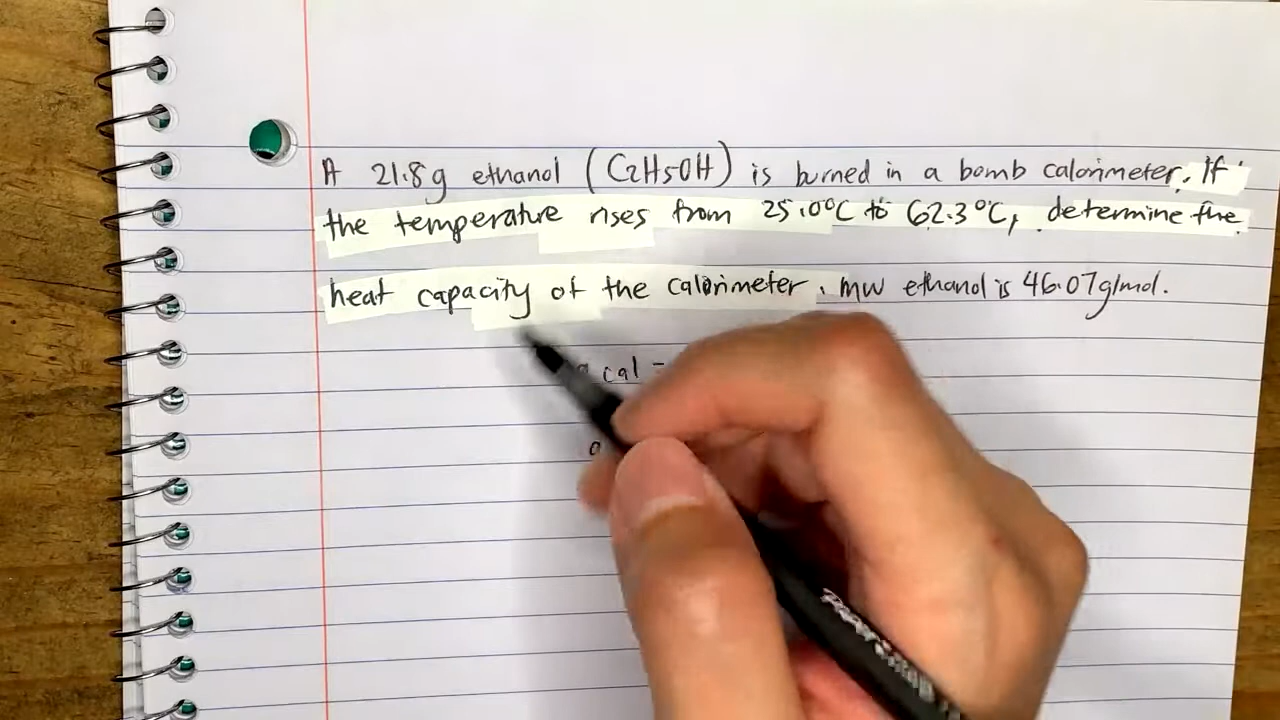 A 21.8g ethanol (C2H5OH) is burned in a bomb calorimeter. If
the temperature rises from 25.0°C to 62.3°C, determine the
heat capacity of the calorimeter. MW ethanol is 46.07g/mol.
cal =